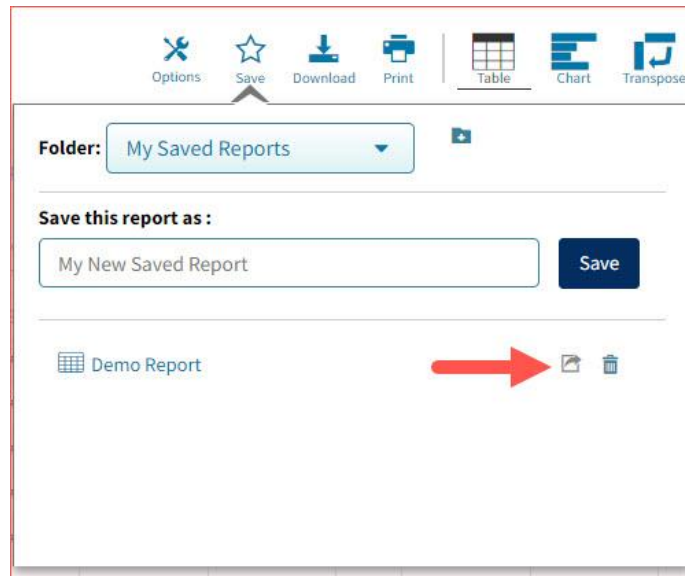 Options Save Download Print Table Chart Transpose
Folder: My Saved Reports
Save this report as :
My New Saved Report Save
Demo Report